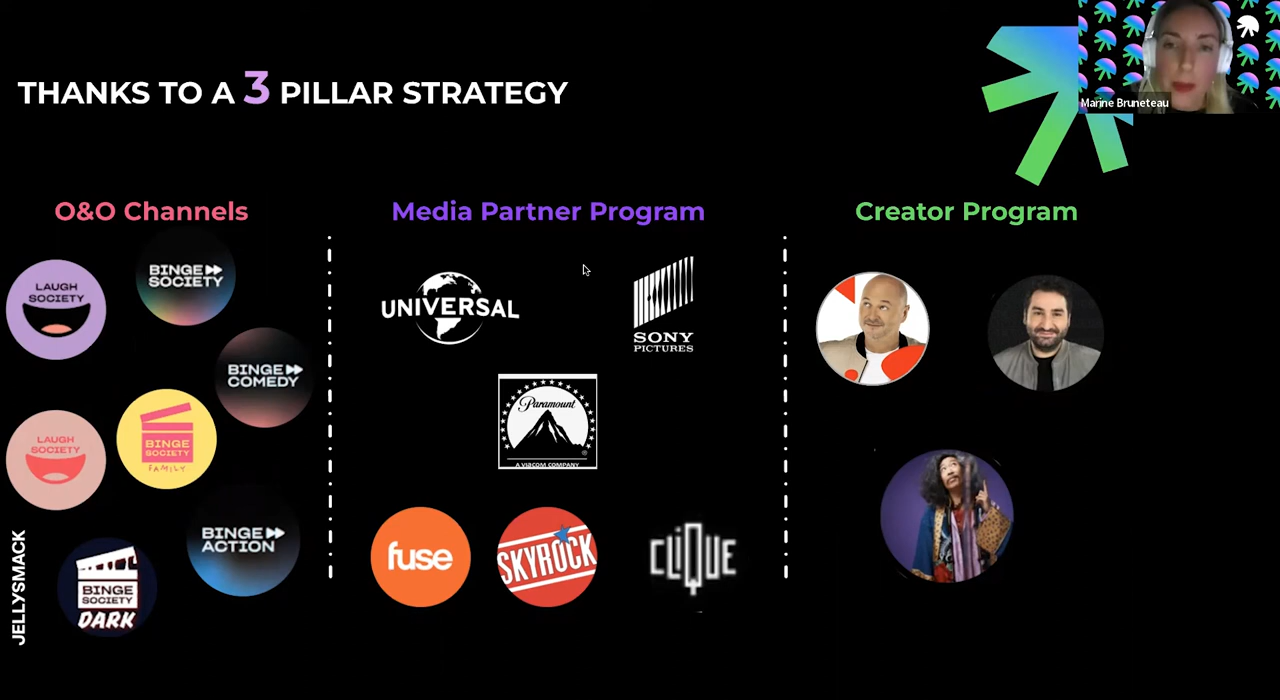 THANKS TO A 3 PILLAR STRATEGY
Marine Bruneteau
O&O Channels
LAUGH
SOCIETY
BINGE
SOCIETY
BINGE
COMEDY
LAUGH
SOCIETY
BINGE
SOCIETY
FAMILY
BINGE
ACTION
BINGE
SOCIETY
DARK
JELLYSMACK
Media Partner Program
UNIVERSAL
SONY
PICTURES
Paramount
A VIACOM COMPANY
fuse
SKYROCK
CLIQUE
Creator Program